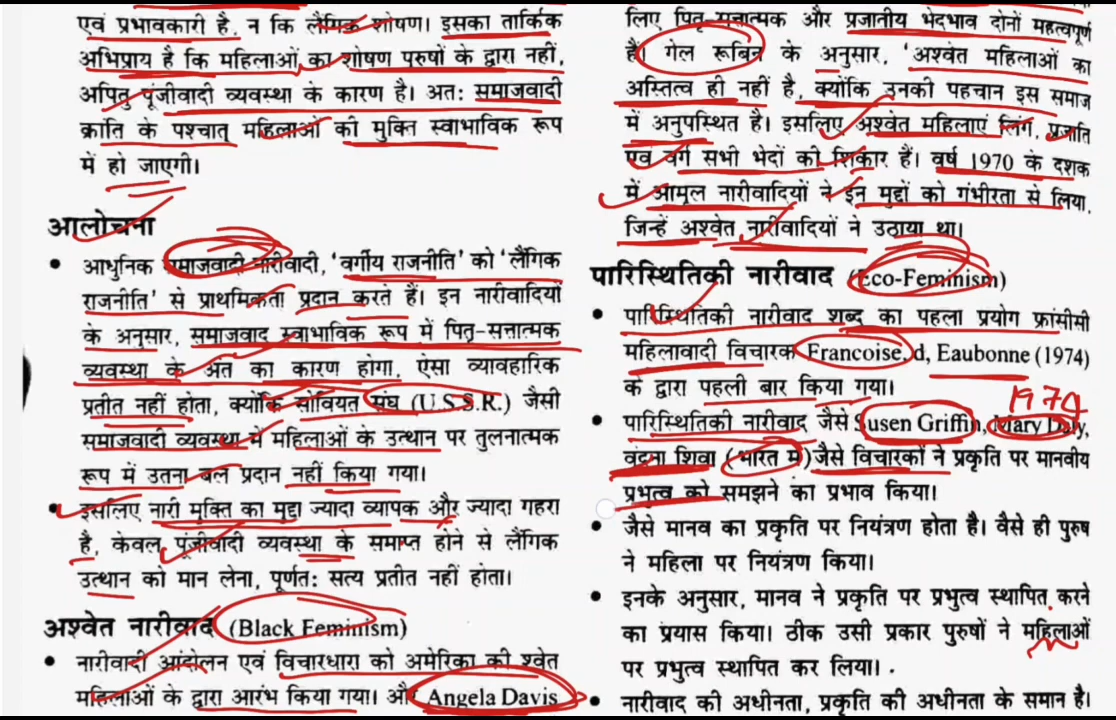 एवं प्रभावकारी है, न कि लैंगिक शोषण। इसका तार्किक
अभिप्राय है कि महिलाओं का शोषण पुरुषों के द्वारा नहीं,
अपितु पूंजीवादी व्यवस्था के कारण है। अतः समाजवादी
क्रांति के पश्चात् महिलाओं की मुक्ति स्वाभाविक रूप
में हो जाएगी।
आलोचना
• आधुनिक समाजवादी नारीवादी, 'वर्गीय राजनीति' को 'लैंगिक
राजनीति' से प्राथमिकता प्रदान करते हैं। इन नारीवादियों
के अनुसार, समाजवाद स्वाभाविक रूप में पितृ-सत्तात्मक
व्यवस्था के अंत का कारण होगा, ऐसा व्यावहारिक
प्रतीत नहीं होता, क्योंकि सोवियत संघ (U.S.S.R.) जैसी
समाजवादी व्यवस्था में महिलाओं के उत्थान पर तुलनात्मक
रूप में उतना बल प्रदान नहीं किया गया।
• इसलिए नारी मुक्ति का मुद्दा ज्यादा व्यापक और ज्यादा गहरा
है, केवल पूंजीवादी व्यवस्था के समाप्त होने से लैंगिक
उत्थान को मान लेना, पूर्णतः सत्य प्रतीत नहीं होता।
अश्वेत नारीवाद (Black Feminism)
• नारीवादी आंदोलन एवं विचारधारा को अमेरिका की श्वेत
महिलाओं के द्वारा आरंभ किया गया। और Angela Davis
लिए पितृ सत्तात्मक और प्रजातीय भेदभाव दोनों महत्वपूर्ण
हैं। गेल रूबिन के अनुसार, 'अश्वेत महिलाओं का
अस्तित्व ही नहीं है, क्योंकि उनकी पहचान इस समाज
में अनुपस्थित है। इसलिए अश्वेत महिलाएं लिंग, प्रजाति
एवं वर्ग सभी भेदों की शिकार हैं। वर्ष 1970 के दशक
में आमूल नारीवादियों ने इन मुद्दों को गंभीरता से लिया,
जिन्हें अश्वेत नारीवादियों ने उठाया था।
पारिस्थितिकी नारीवाद (Eco-Feminism)
• पारिस्थितिकी नारीवाद शब्द का पहला प्रयोग फ्रांसीसी
महिलावादी विचारक Francoise, d, Eaubonne (1974)
के द्वारा पहली बार किया गया।
1974
• पारिस्थितिकी नारीवाद जैसे Susen Griffin, Mary Daly,
वंदना शिवा (भारत में) जैसे विचारकों ने प्रकृति पर मानवीय
प्रभुत्व को समझने का प्रभाव किया।
• जैसे मानव का प्रकृति पर नियंत्रण होता है। वैसे ही पुरुष
ने महिला पर नियंत्रण किया।
• इनके अनुसार, मानव ने प्रकृति पर प्रभुत्व स्थापित करने
का प्रयास किया। ठीक उसी प्रकार पुरुषों ने महिलाओं
पर प्रभुत्व स्थापित कर लिया।
• नारीवाद की अधीनता, प्रकृति की अधीनता के समान है।